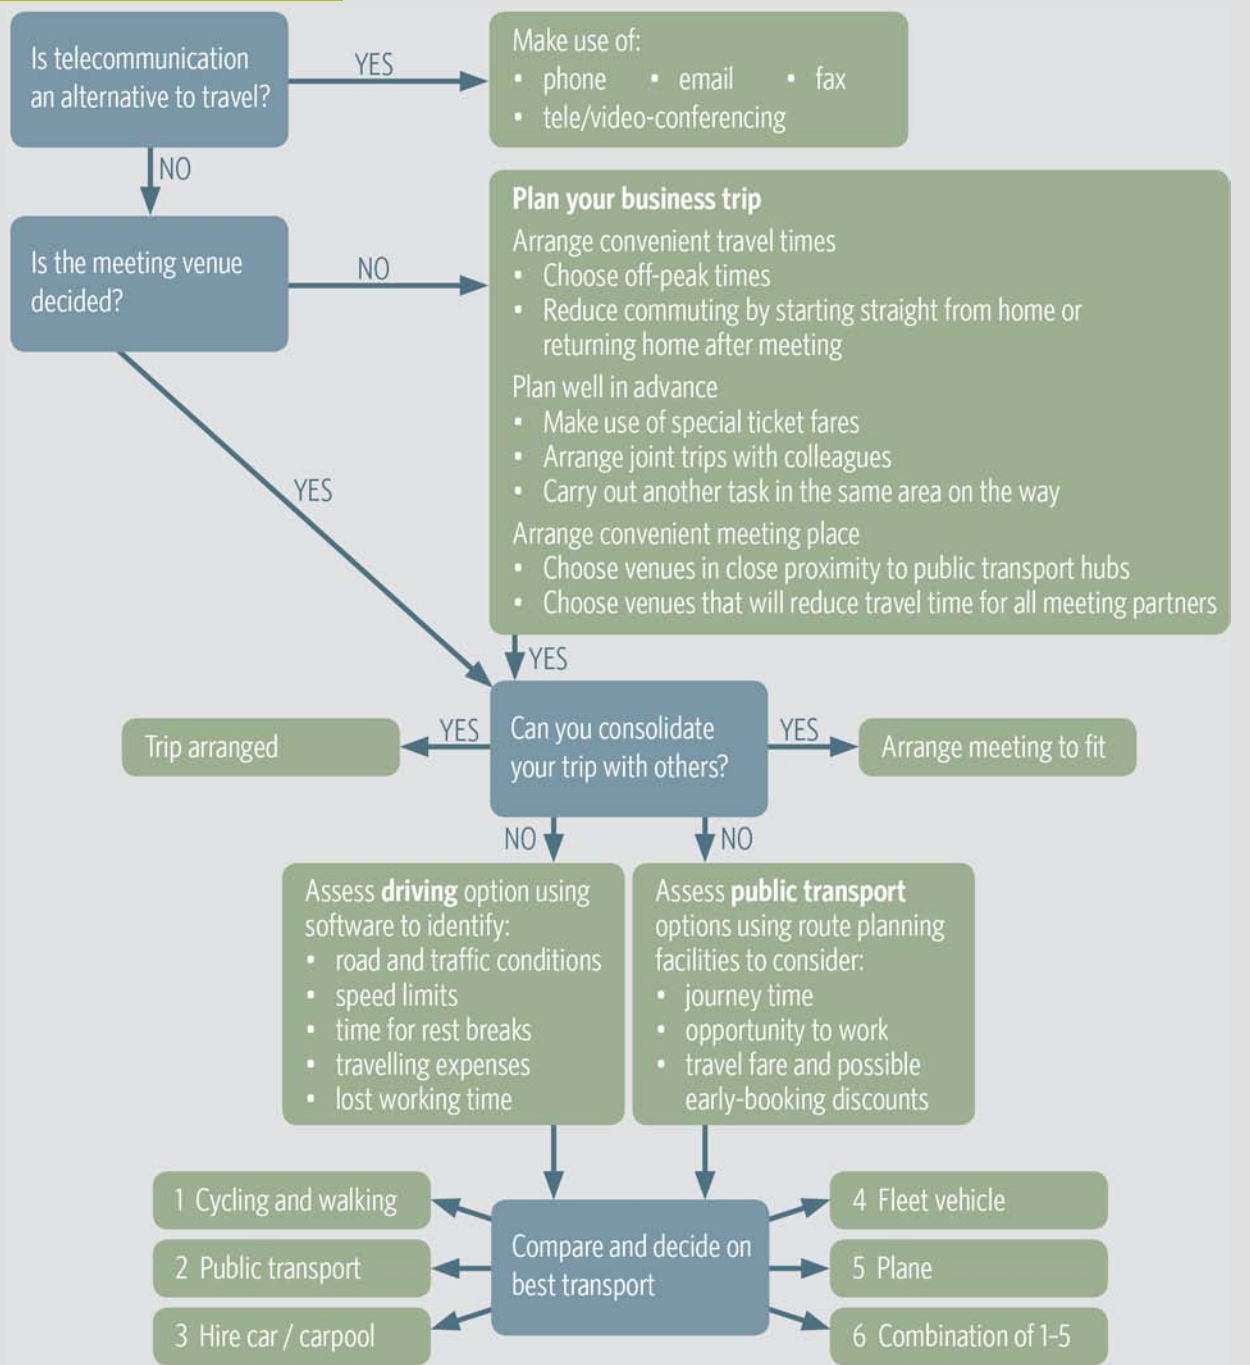 Is telecommunication
an alternative to travel?
YES
Make use of:
• phone • email • fax
• tele/video-conferencing
NO
Is the meeting venue
decided?
NO
Plan your business trip
Arrange convenient travel times
• Choose off-peak times
• Reduce commuting by starting straight from home or
returning home after meeting
Plan well in advance
• Make use of special ticket fares
• Arrange joint trips with colleagues
• Carry out another task in the same area on the way
Arrange convenient meeting place
• Choose venues in close proximity to public transport hubs
• Choose venues that will reduce travel time for all meeting partners
YES
YES
Can you consolidate
your trip with others?
YES
Trip arranged
YES
Arrange meeting to fit
NO
NO
Assess driving option using
software to identify:
• road and traffic conditions
• speed limits
• time for rest breaks
• travelling expenses
• lost working time
Assess public transport
options using route planning
facilities to consider:
• journey time
• opportunity to work
• travel fare and possible
early-booking discounts
Compare and decide on
best transport
1 Cycling and walking
2 Public transport
3 Hire car / carpool
4 Fleet vehicle
5 Plane
6 Combination of 1–5